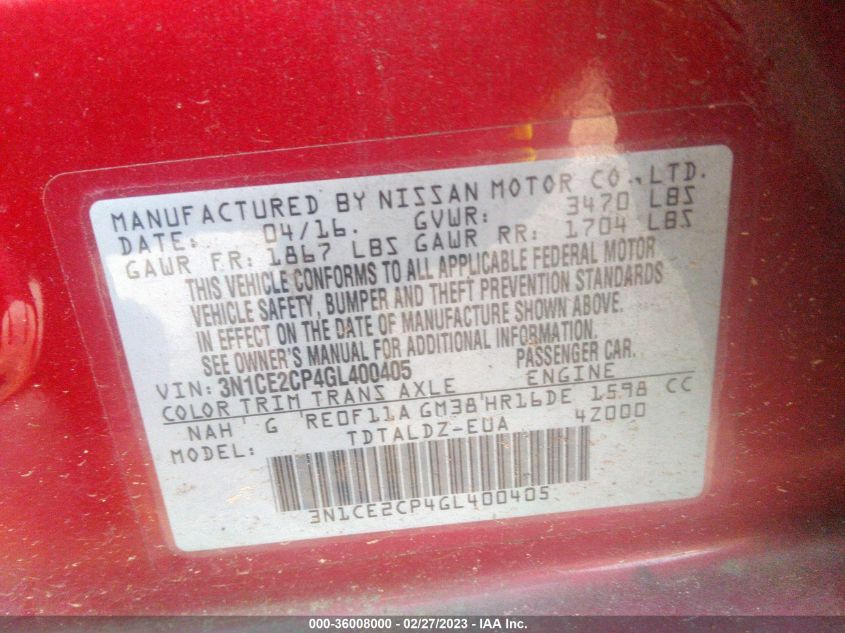 MANUFACTURED BY NISSAN MOTOR CO., LTD.
DATE: 04/16. GVWR: 3470 LBS
GAWR FR: 1867 LBS GAWR RR: 1704 LBS
THIS VEHICLE CONFORMS TO ALL APPLICABLE FEDERAL MOTOR
VEHICLE SAFETY, BUMPER AND THEFT PREVENTION STANDARDS
IN EFFECT ON THE DATE OF MANUFACTURE SHOWN ABOVE.
SEE OWNER'S MANUAL FOR ADDITIONAL INFORMATION.
VIN: 3N1CE2CP4GL400405 PASSENGER CAR.
COLOR TRIM TRANS AXLE ENGINE
NAH G RE0F11A GM38 HR16DE 1598 CC
MODEL: TDTALDZ-EUA 4Z000
3N1CE2CP4GL400405
000-36008000 - 02/27/2023 - IAA Inc.